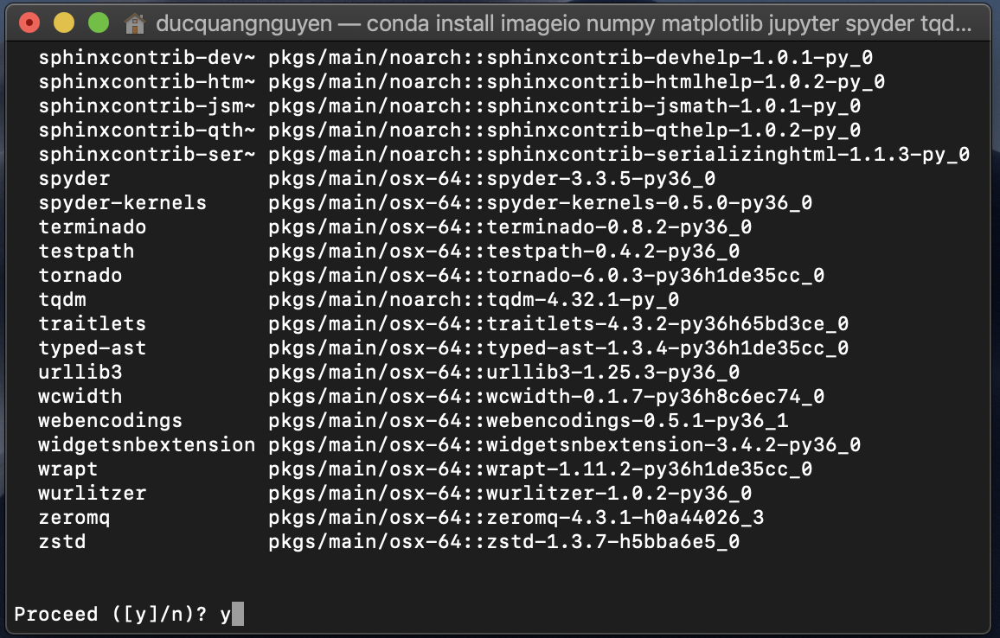 ducquangnguyen — conda install imageio numpy matplotlib jupyter spyder tqd...
sphinxcontrib-dev~ pkgs/main/noarch::sphinxcontrib-devhelp-1.0.1-py_0
sphinxcontrib-htm~ pkgs/main/noarch::sphinxcontrib-htmlhelp-1.0.2-py_0
sphinxcontrib-jsm~ pkgs/main/noarch::sphinxcontrib-jsmath-1.0.1-py_0
sphinxcontrib-qth~ pkgs/main/noarch::sphinxcontrib-qthelp-1.0.2-py_0
sphinxcontrib-ser~ pkgs/main/noarch::sphinxcontrib-serializinghtml-1.1.3-py_0
spyder pkgs/main/osx-64::spyder-3.3.5-py36_0
spyder-kernels pkgs/main/osx-64::spyder-kernels-0.5.0-py36_0
terminado pkgs/main/osx-64::terminado-0.8.2-py36_0
testpath pkgs/main/osx-64::testpath-0.4.2-py36_0
tornado pkgs/main/osx-64::tornado-6.0.3-py36h1de35cc_0
tqdm pkgs/main/noarch::tqdm-4.32.1-py_0
traitlets pkgs/main/osx-64::traitlets-4.3.2-py36h65bd3ce_0
typed-ast pkgs/main/osx-64::typed-ast-1.3.4-py36h1de35cc_0
urllib3 pkgs/main/osx-64::urllib3-1.25.3-py36_0
wcwidth pkgs/main/osx-64::wcwidth-0.1.7-py36h8c6ec74_0
webencodings pkgs/main/osx-64::webencodings-0.5.1-py36_1
widgetsnbextension pkgs/main/osx-64::widgetsnbextension-3.4.2-py36_0
wrapt pkgs/main/osx-64::wrapt-1.11.2-py36h1de35cc_0
wurlitzer pkgs/main/osx-64::wurlitzer-1.0.2-py36_0
zeromq pkgs/main/osx-64::zeromq-4.3.1-h0a44026_3
zstd pkgs/main/osx-64::zstd-1.3.7-h5bba6e5_0
Proceed ([y]/n)? y